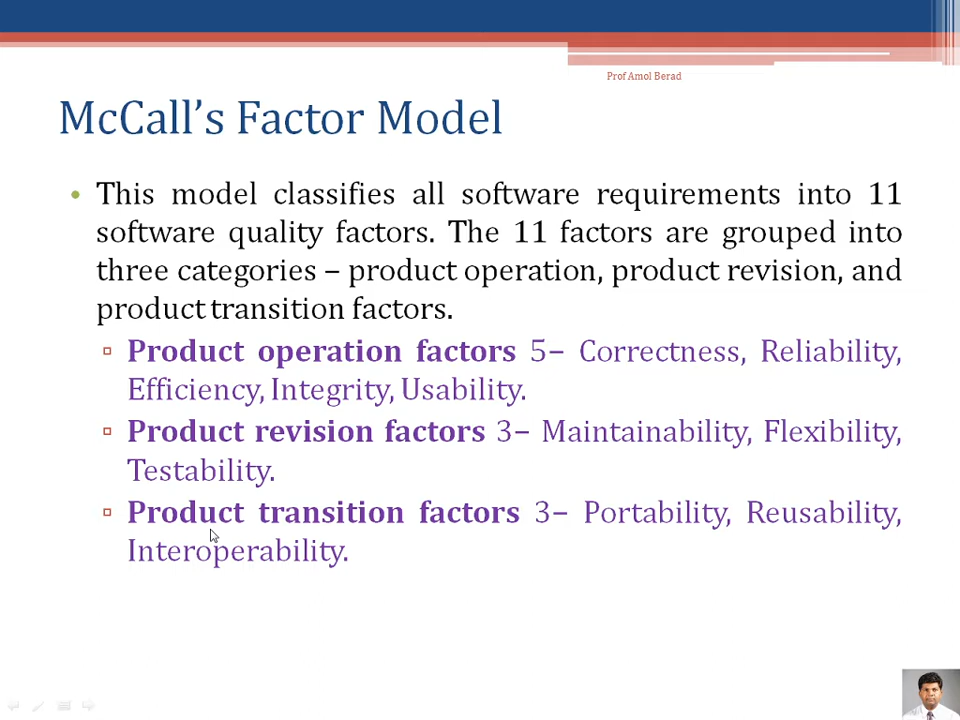 Prof Amol Berad
McCall’s Factor Model
• This model classifies all software requirements into 11
software quality factors. The 11 factors are grouped into
three categories – product operation, product revision, and
product transition factors.
▫ Product operation factors 5– Correctness, Reliability,
Efficiency, Integrity, Usability.
▫ Product revision factors 3– Maintainability, Flexibility,
Testability.
▫ Product transition factors 3– Portability, Reusability,
Interoperability.